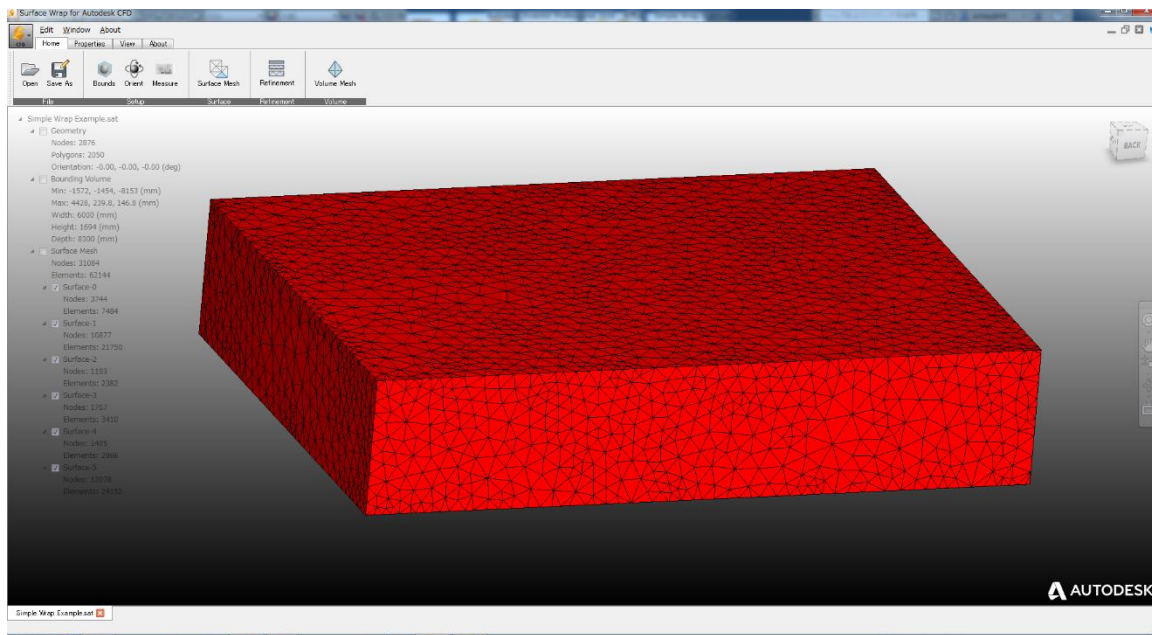 Surface Wrap for Autodesk CFD
Edit Window About
Home Properties View About
Open Save As Bounds Orient Measure Surface Mesh Refinement Volume Mesh
File Setup Surface Refinement Volume
Simple Wrap Example.sat
Geometry
Nodes: 2876
Polygons: 2050
Orientation: -0.00, -0.00, -0.00 (deg)
Bounding Volume
Min: -1572, -1454, -8153 (mm)
Max: 4428, 239.8, 146.8 (mm)
Width: 6000 (mm)
Height: 1694 (mm)
Depth: 8300 (mm)
Surface Mesh
Nodes: 31084
Elements: 62144
Surface-0
Nodes: 3744
Elements: 7484
Surface-1
Nodes: 10877
Elements: 21750
Surface-2
Nodes: 1193
Elements: 2382
Surface-3
Nodes: 1707
Elements: 3410
Surface-4
Nodes: 1485
Elements: 2966
Surface-5
Nodes: 12078
Elements: 24152
BACK
AUTODESK
Simple Wrap Example.sat